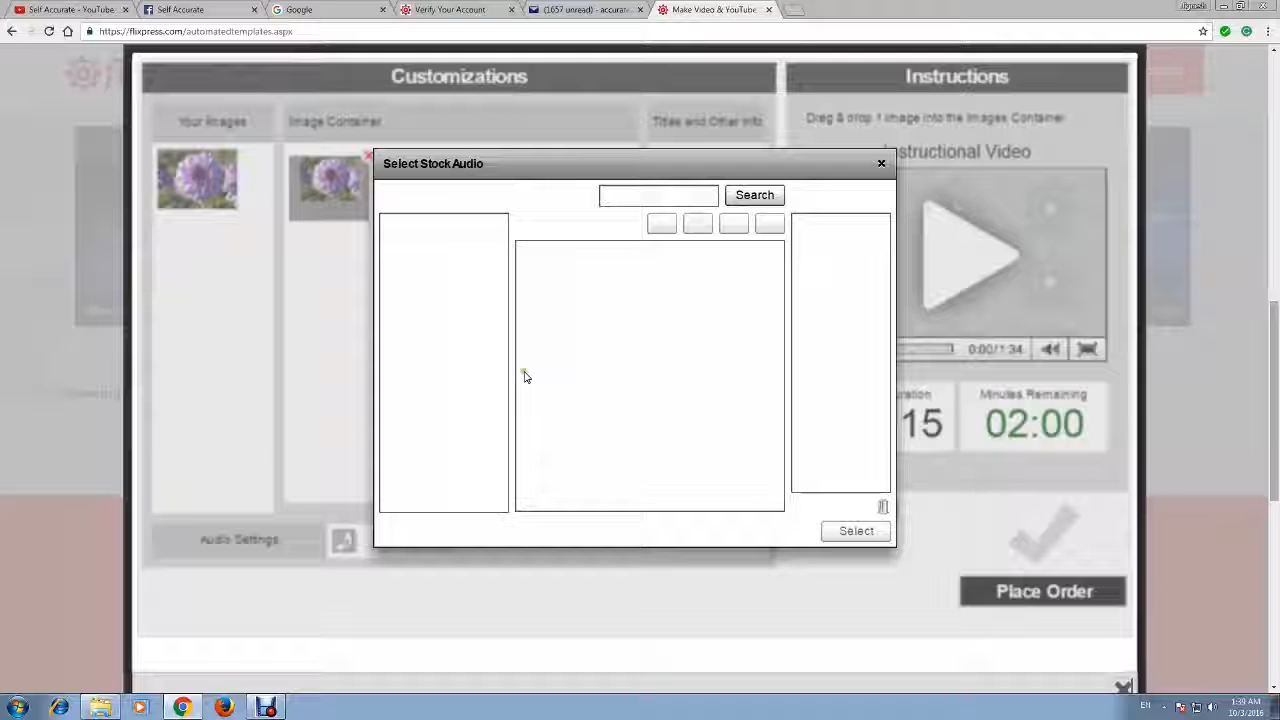 Self Accurate - YouTube
Self Accurate
Google
Verify Your Account
(1657 unread) - accurate
Make Video & YouTube
https://flixpress.com/automatedtemplates.aspx
Customizations
Instructions
Your Images
Image Container
Titles and Other Info
Drag & drop 1 image into the Images Container
Instructional Video
Select Stock Audio
Search
0:00/1:34
Minutes Remaining
15
02:00
Select
Audio Settings
Place Order
EN
1:39 AM
10/3/2016